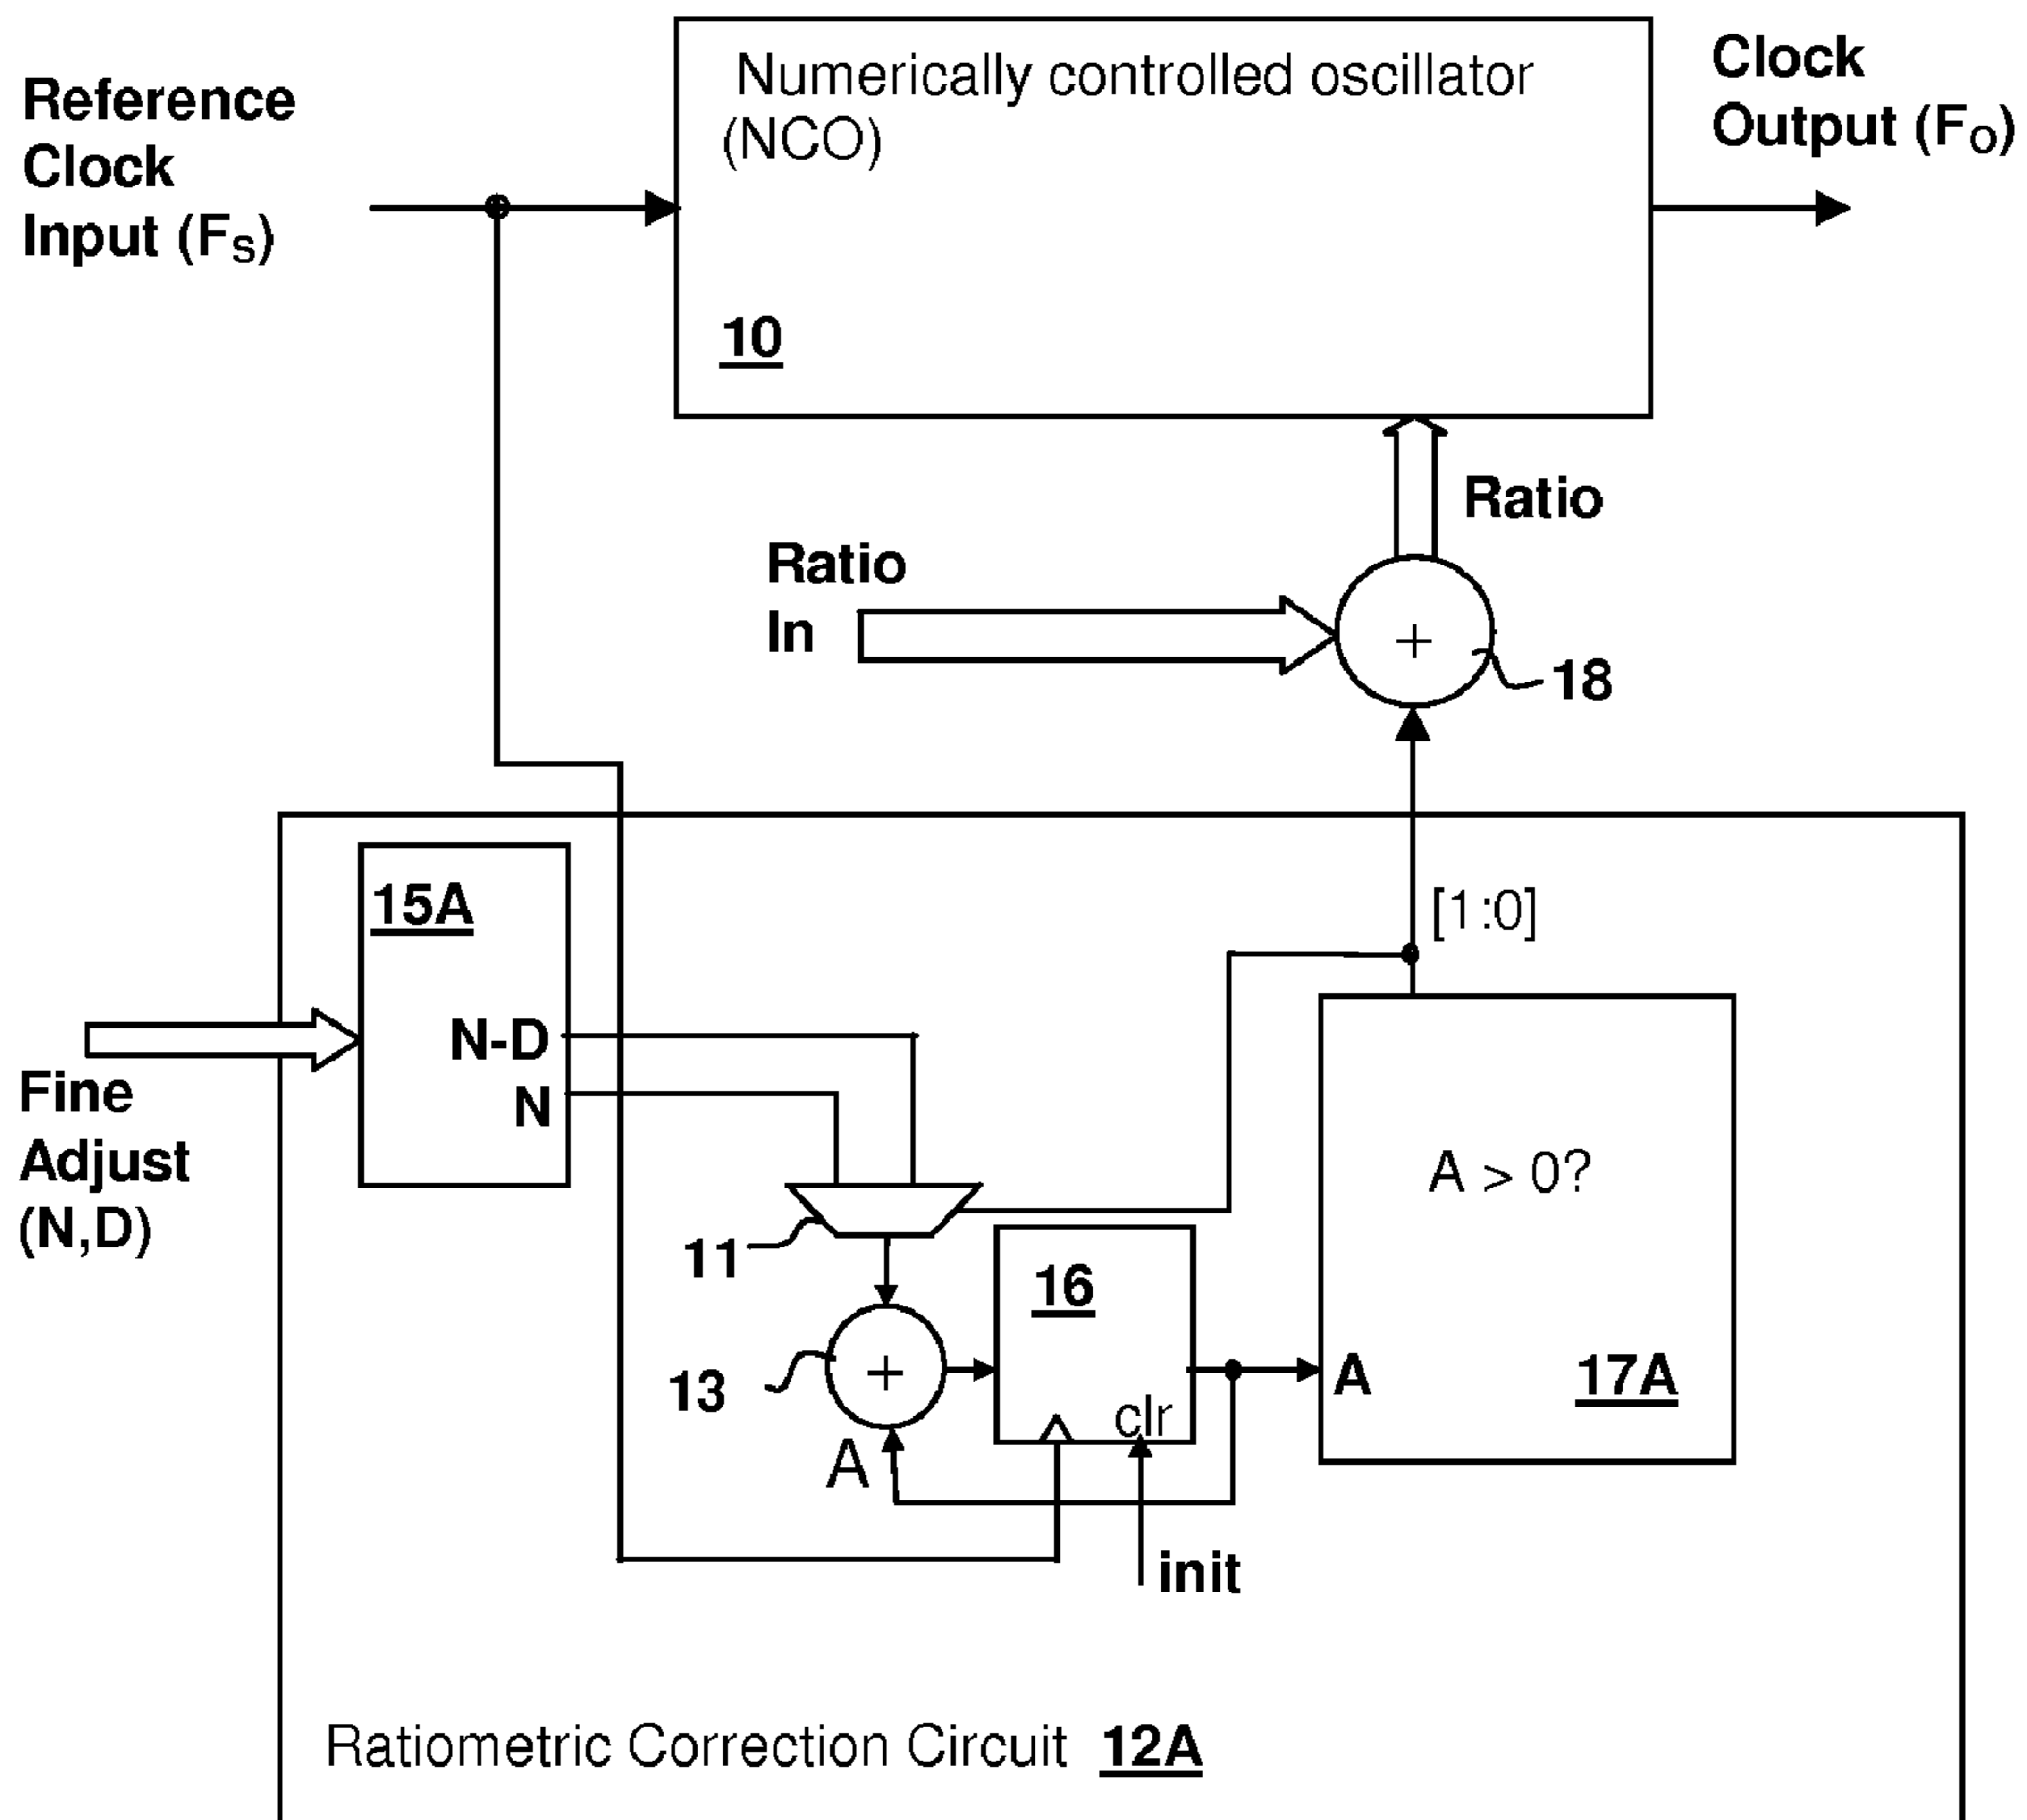 Reference
Clock
Input (Fs)
Numerically controlled oscillator
(NCO)
10
Clock
Output (Fo)
Ratio
Ratio
In
+
18
15A
N-D
N
[1:0]
Fine
Adjust
(N,D)
A > 0?
11
16
13
+
clr
A
17A
A
init
Ratiometric Correction Circuit 12A